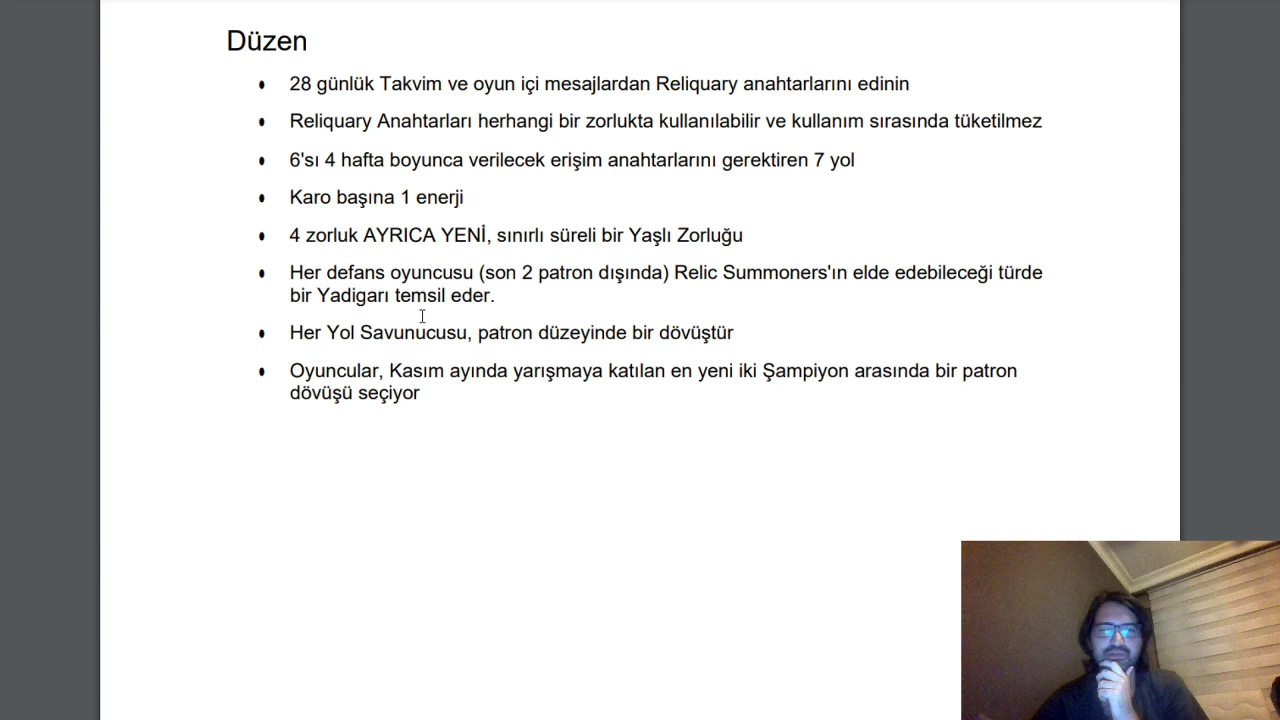 Düzen
28 günlük Takvim ve oyun içi mesajlardan Reliquary anahtarlarını edinin
Reliquary Anahtarları herhangi bir zorlukta kullanılabilir ve kullanım sırasında tüketilmez
6'sı 4 hafta boyunca verilecek erişim anahtarlarını gerektiren 7 yol
Karo başına 1 enerji
4 zorluk AYRICA YENİ, sınırlı süreli bir Yaşlı Zorluğu
Her defans oyuncusu (son 2 patron dışında) Relic Summoners'ın elde edebileceği türde
bir Yadigarı temsil eder.
Her Yol Savunucusu, patron düzeyinde bir dövüştür
Oyuncular, Kasım ayında yarışmaya katılan en yeni iki Şampiyon arasında bir patron
dövüşü seçiyor